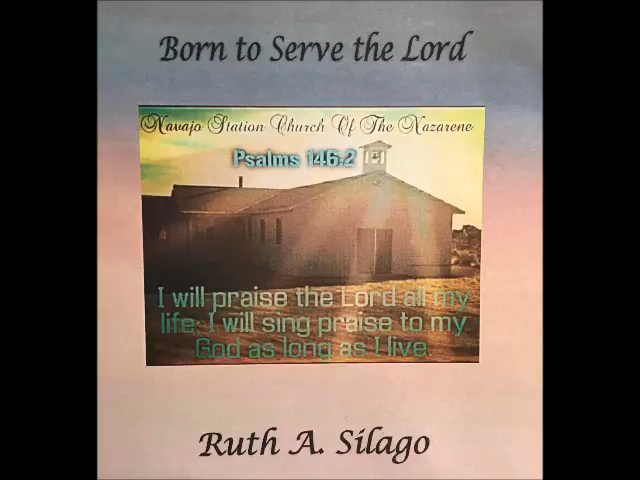 Born to Serve the Lord
Navajo Station Church Of The Nazarene
Psalms 146:2
I will praise the Lord all my
life; I will sing praise to my
God as long as I live.
Ruth A. Silago